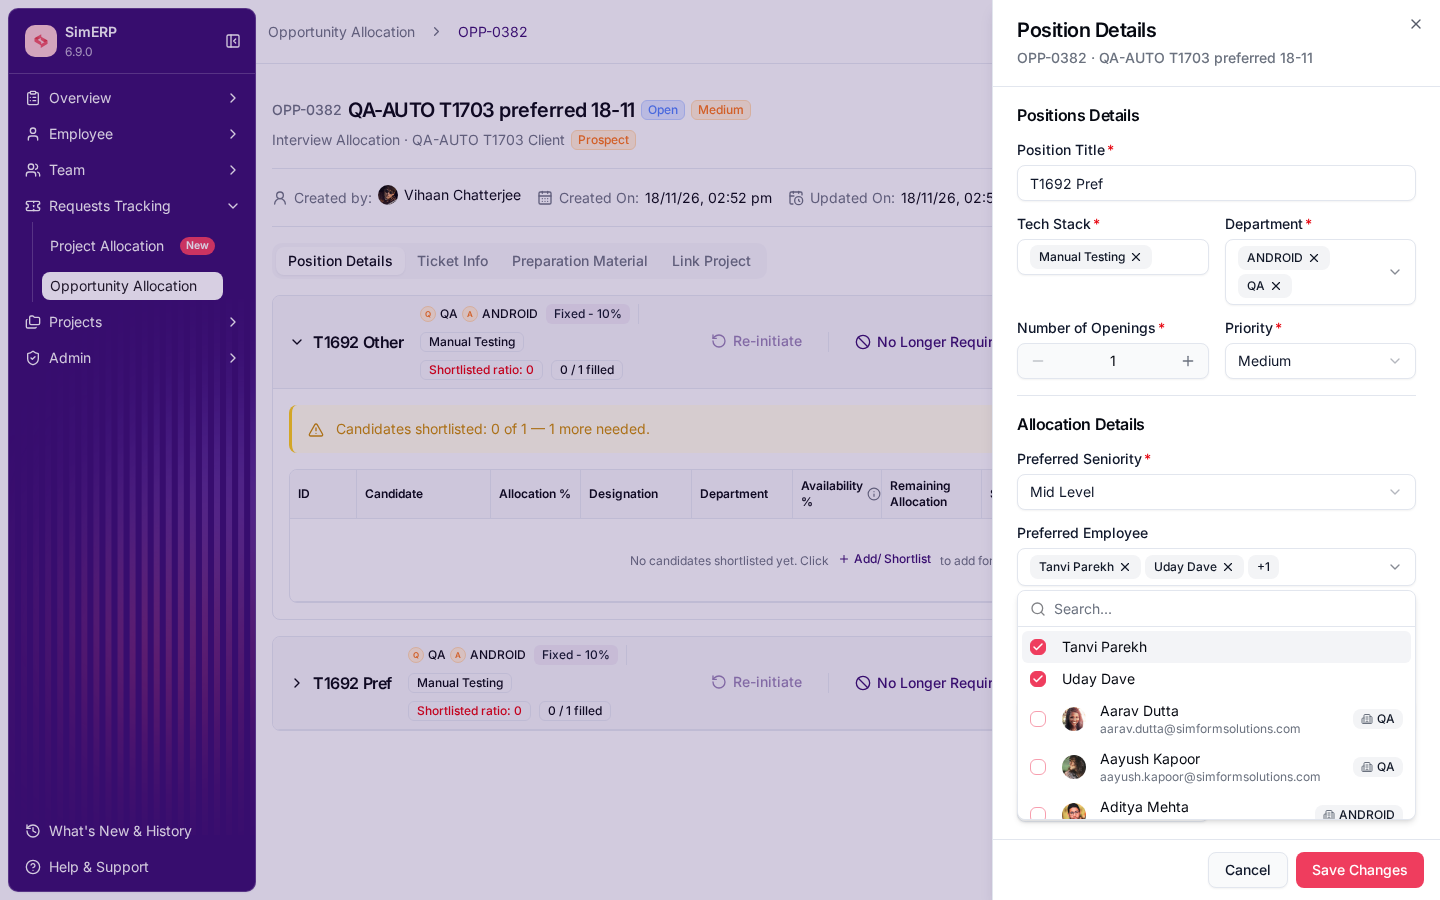 SimERP
6.9.0
Overview
Employee
Team
Requests Tracking
Project Allocation New
Opportunity Allocation
Projects
Admin
What's New & History
Help & Support
Opportunity Allocation > OPP-0382
OPP-0382 QA-AUTO T1703 preferred 18-11 Open Medium
Interview Allocation · QA-AUTO T1703 Client Prospect
Created by: Vihaan Chatterjee Created On: 18/11/26, 02:52 pm Updated On: 18/11/26, 02:5
Position Details Ticket Info Preparation Material Link Project
T1692 Other
Q QA A ANDROID Fixed - 10%
Manual Testing
Shortlisted ratio: 0 0 / 1 filled
Re-initiate No Longer Requir
Candidates shortlisted: 0 of 1 — 1 more needed.
ID Candidate Allocation % Designation Department Availability % Remaining Allocation S
No candidates shortlisted yet. Click + Add/ Shortlist to add for
T1692 Pref
Q QA A ANDROID Fixed - 10%
Manual Testing
Shortlisted ratio: 0 0 / 1 filled
Re-initiate No Longer Requir
Position Details
OPP-0382 · QA-AUTO T1703 preferred 18-11
Positions Details
Position Title*
T1692 Pref
Tech Stack* Department*
Manual Testing
ANDROID
QA
Number of Openings* Priority*
1 Medium
Allocation Details
Preferred Seniority*
Mid Level
Preferred Employee
Tanvi Parekh Uday Dave +1
Search...
Tanvi Parekh
Uday Dave
Aarav Dutta
aarav.dutta@simformsolutions.com
QA
Aayush Kapoor
aayush.kapoor@simformsolutions.com
QA
Aditya Mehta
ANDROID
Cancel Save Changes